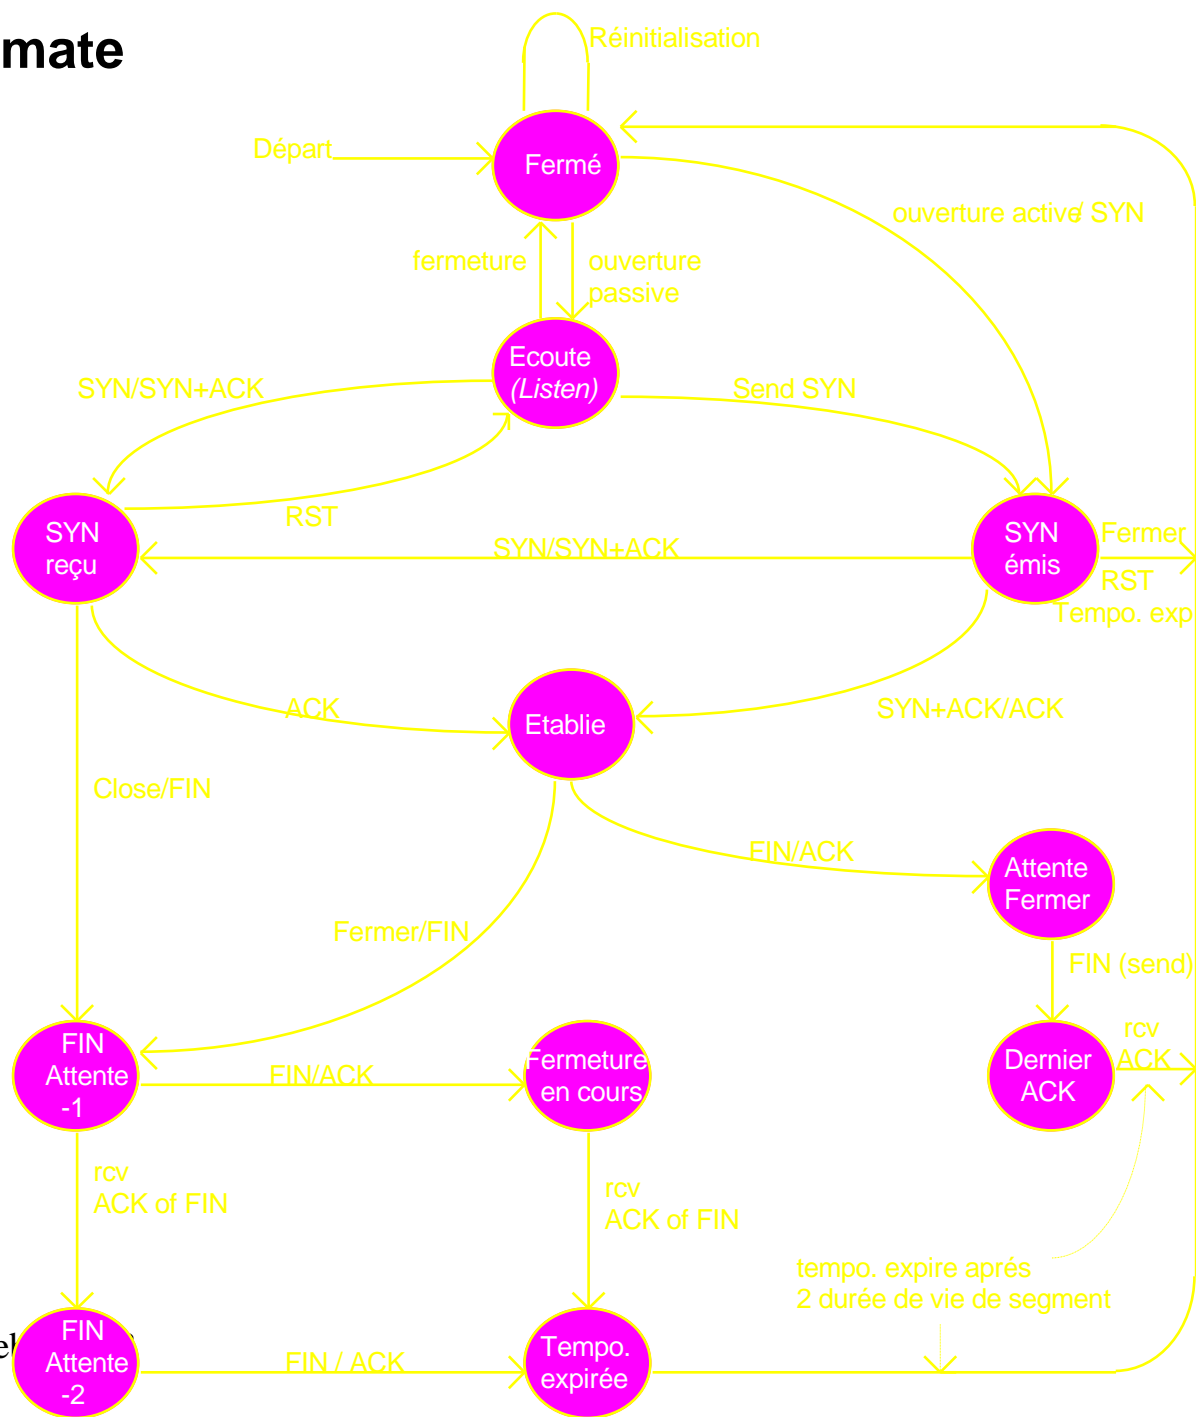 mate
Réinitialisation
Départ
Fermé
ouverture active/ SYN
fermeture
ouverture
passive
Ecoute
(Listen)
SYN/SYN+ACK
Send SYN
RST
SYN
reçu
SYN/SYN+ACK
SYN
émis
Fermer
RST
Tempo. exp
ACK
Etablie
SYN+ACK/ACK
Close/FIN
FIN/ACK
Attente
Fermer
Fermer/FIN
FIN (send)
FIN
Attente
-1
FIN/ACK
Fermeture
en cours
Dernier
ACK
rcv
ACK
rcv
ACK of FIN
rcv
ACK of FIN
tempo. expire aprés
2 durée de vie de segment
FIN
Attente
-2
FIN / ACK
Tempo.
expirée